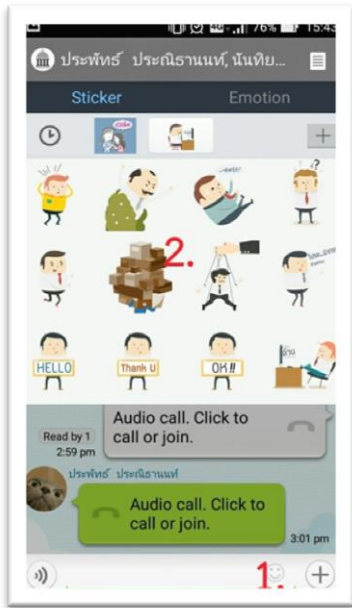 4G 76% 15:43
ประพัทธ์ ประณิธานนท์, นันทิย...
Sticker Emotion
2.
HELLO Thank U OK!!
Audio call. Click to
call or join.
Read by 1
2:59 pm
ประพัทธ์ ประณิธานนท์
Audio call. Click to
call or join.
3:01 pm
1.